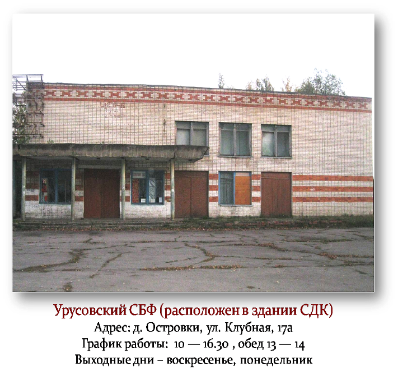 Урусовский СБФ (расположен в здании СДК)
Адрес: д. Островки, ул. Клубная, 17а
График работы: 10 — 16.30 , обед 13 — 14
Выходные дни – воскресенье, понедельник